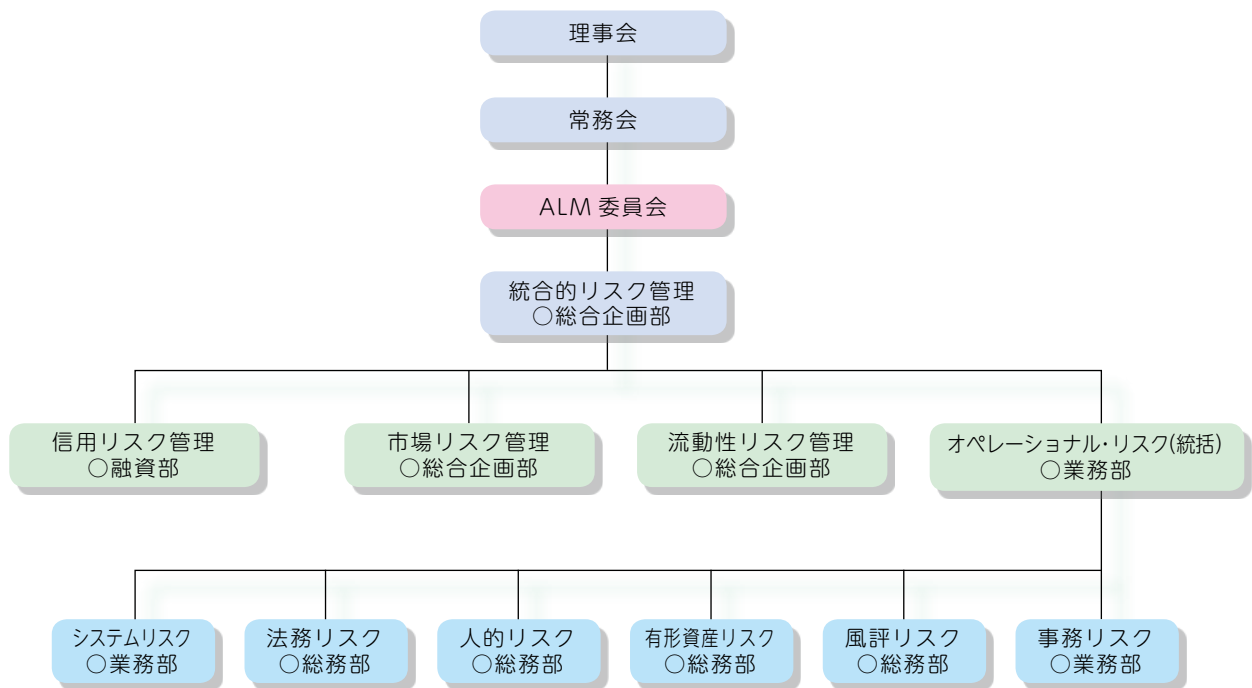 理事会
常務会
ALM 委員会
統合的リスク管理
○総合企画部
信用リスク管理
○融資部
市場リスク管理
○総合企画部
流動性リスク管理
○総合企画部
オペレーショナル・リスク(統括)
○業務部
システムリスク
○業務部
法務リスク
○総務部
人的リスク
○総務部
有形資産リスク
○総務部
風評リスク
○総務部
事務リスク
○業務部